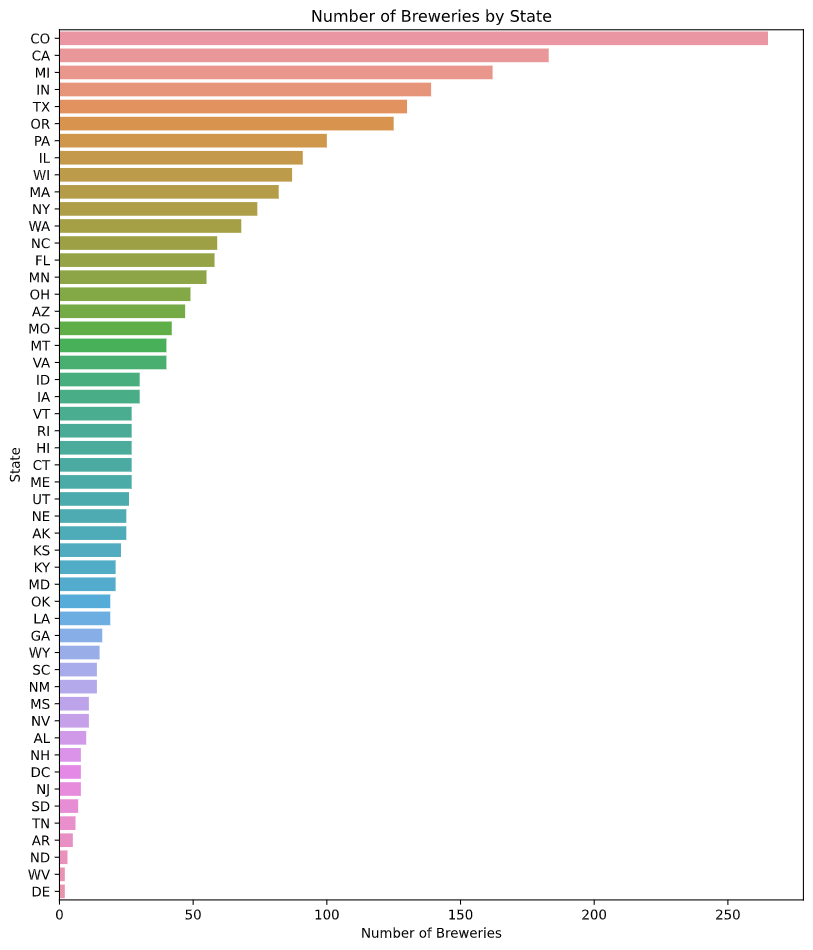 Number of Breweries by State
CO
CA
MI
IN
TX
OR
PA
IL
WI
MA
NY
WA
NC
FL
MN
OH
AZ
MO
MT
VA
ID
IA
VT
RI
HI
CT
ME
UT
NE
AK
KS
KY
MD
OK
LA
GA
WY
SC
NM
MS
NV
AL
NH
DC
NJ
SD
TN
AR
ND
WV
DE
State
0 50 100 150 200 250
Number of Breweries